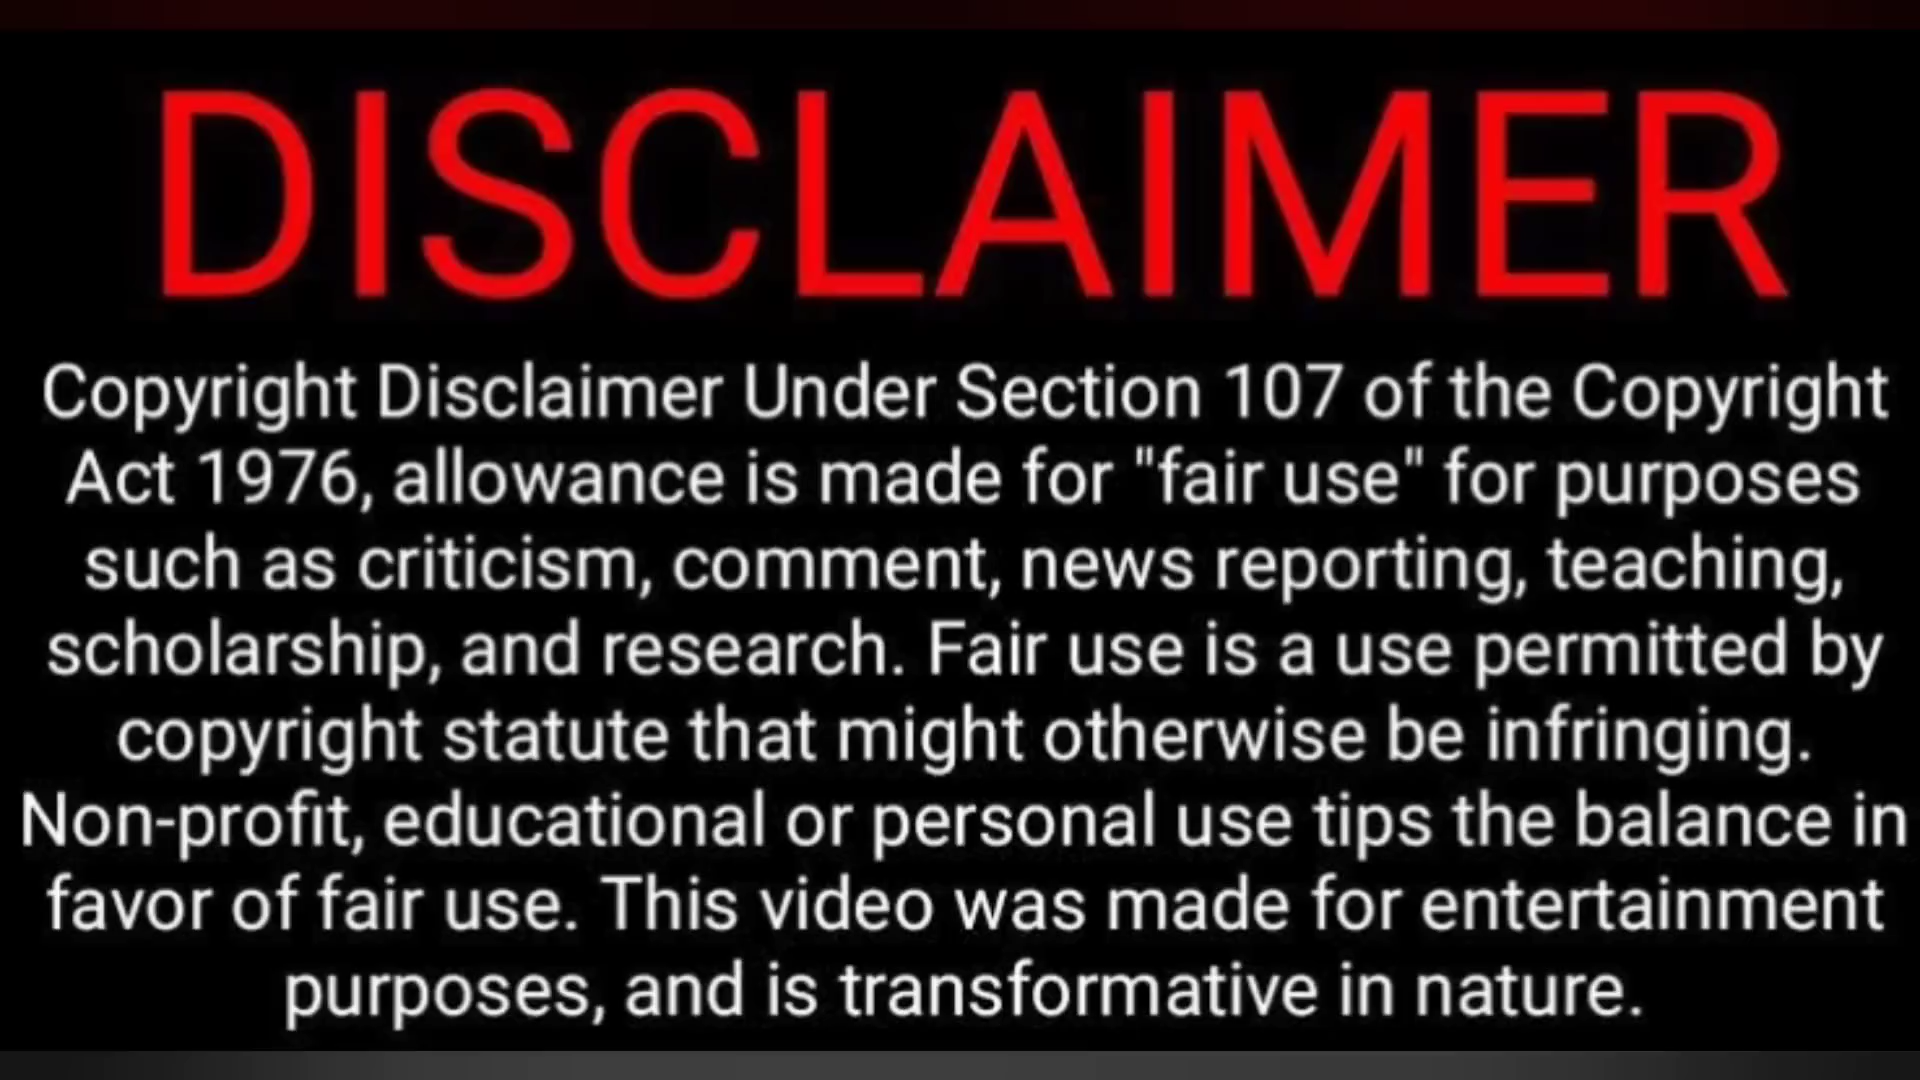 DISCLAIMER
Copyright Disclaimer Under Section 107 of the Copyright
Act 1976, allowance is made for "fair use" for purposes
such as criticism, comment, news reporting, teaching,
scholarship, and research. Fair use is a use permitted by
copyright statute that might otherwise be infringing.
Non-profit, educational or personal use tips the balance in
favor of fair use. This video was made for entertainment
purposes, and is transformative in nature.